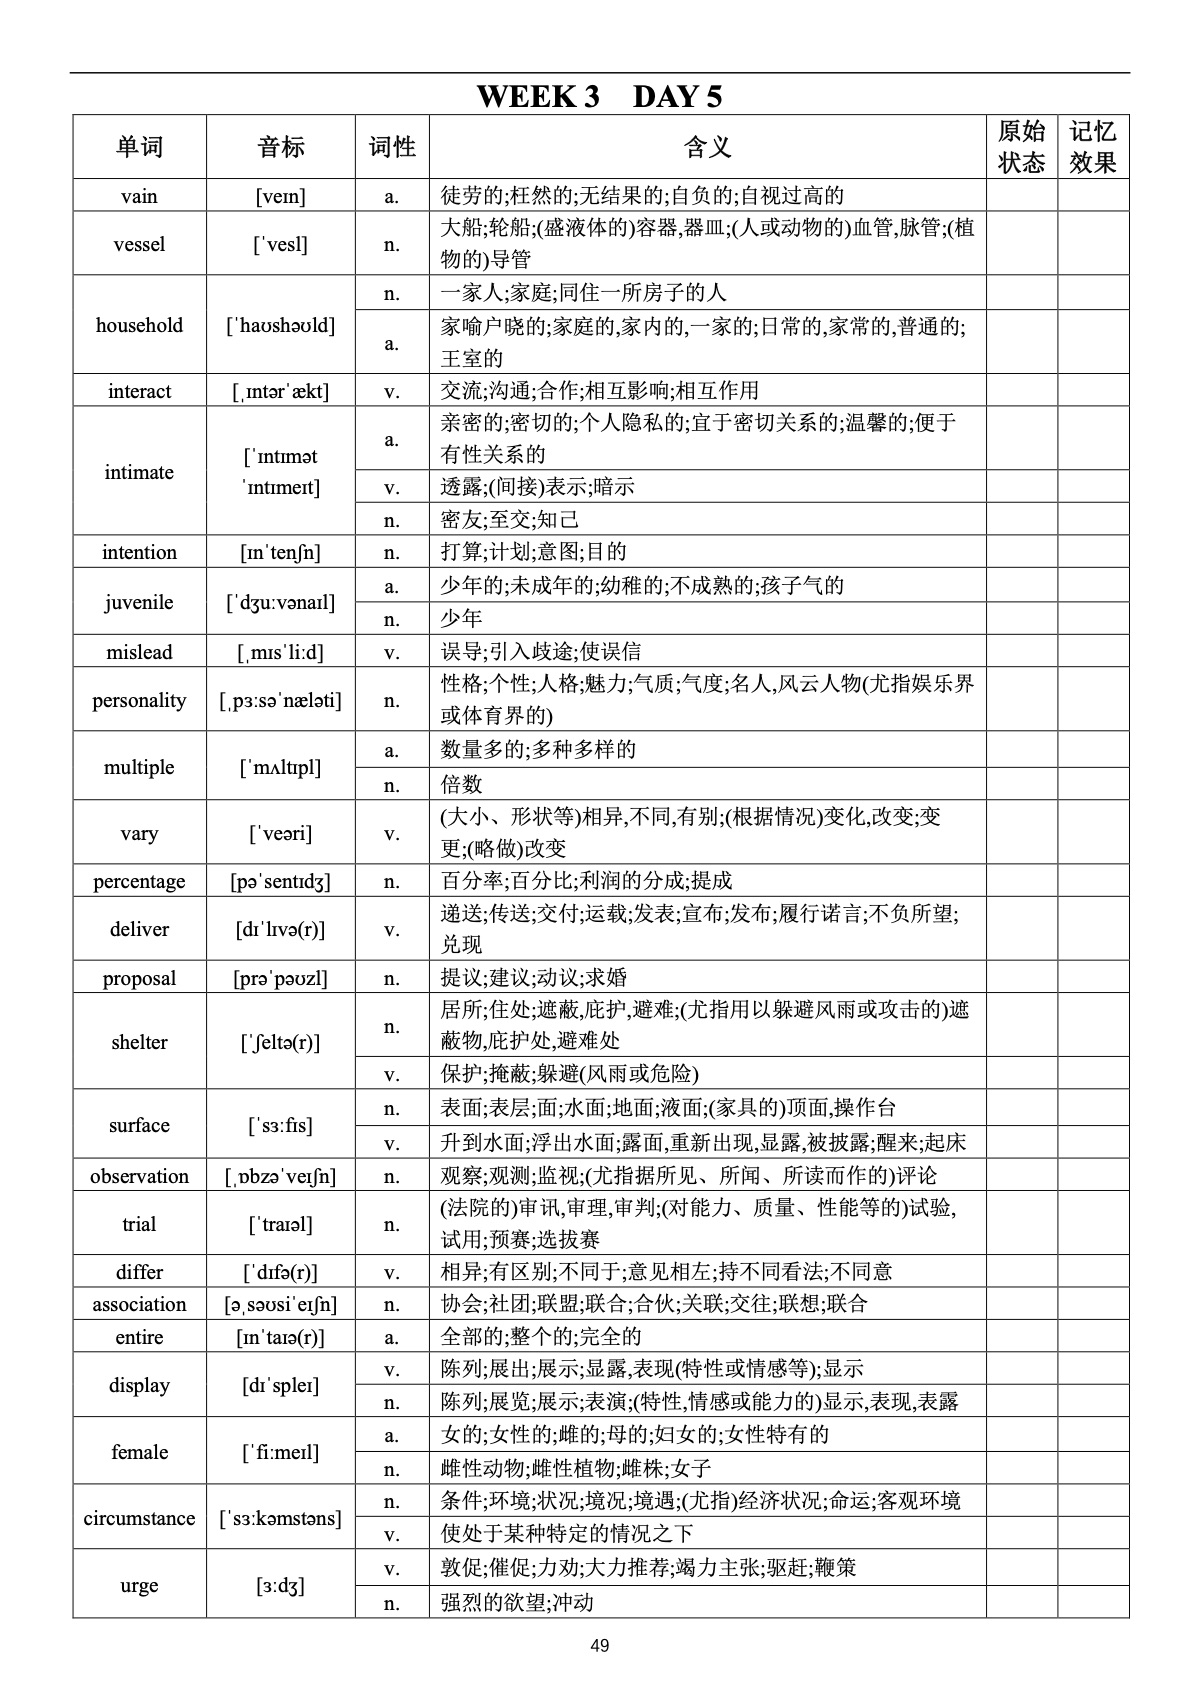 WEEK 3 DAY 5
单词 音标 词性 含义 原始状态 记忆效果
vain [veɪn] a. 徒劳的;枉然的;无结果的;自负的;自视过高的
vessel [ˈvesl] n. 大船;轮船;(盛液体的)容器,器皿;(人或动物的)血管,脉管;(植
物的)导管
household [ˈhaʊshəʊld] n. 一家人;家庭;同住一所房子的人
a. 家喻户晓的;家庭的,家内的,一家的;日常的,家常的,普通的;
王室的
interact [ˌɪntərˈækt] v. 交流;沟通;合作;相互影响;相互作用
intimate [ˈɪntɪmət
ˈɪntɪmeɪt] a. 亲密的;密切的;个人隐私的;宜于密切关系的;温馨的;便于
有性关系的
v. 透露;(间接)表示;暗示
n. 密友;至交;知己
intention [ɪnˈtenʃn] n. 打算;计划;意图;目的
juvenile [ˈdʒuːvənaɪl] a. 少年的;未成年的;幼稚的;不成熟的;孩子气的
n. 少年
mislead [ˌmɪsˈliːd] v. 误导;引入歧途;使误信
personality [ˌpɜːsəˈnæləti] n. 性格;个性;人格;魅力;气质;气度;名人,风云人物(尤指娱乐界
或体育界的)
multiple [ˈmʌltɪpl] a. 数量多的;多种多样的
n. 倍数
vary [ˈveəri] v. (大小、形状等)相异,不同,有别;(根据情况)变化,改变;变
更;(略做)改变
percentage [pəˈsentɪdʒ] n. 百分率;百分比;利润的分成;提成
deliver [dɪˈlɪvə(r)] v. 递送;传送;交付;运载;发表;宣布;发布;履行诺言;不负所望;
兑现
proposal [prəˈpəʊzl] n. 提议;建议;动议;求婚
shelter [ˈʃeltə(r)] n. 居所;住处;遮蔽,庇护,避难;(尤指用以躲避风雨或攻击的)遮
蔽物,庇护处,避难处
v. 保护;掩蔽;躲避(风雨或危险)
surface [ˈsɜːfɪs] n. 表面;表层;面;水面;地面;液面;(家具的)顶面,操作台
v. 升到水面;浮出水面;露面,重新出现,显露,被披露;醒来;起床
observation [ˌɒbzəˈveɪʃn] n. 观察;观测;监视;(尤指据所见、所闻、所读而作的)评论
trial [ˈtraɪəl] n. (法院的)审讯,审理,审判;(对能力、质量、性能等的)试验,
试用;预赛;选拔赛
differ [ˈdɪfə(r)] v. 相异;有区别;不同于;意见相左;持不同看法;不同意
association [əˌsəʊsiˈeɪʃn] n. 协会;社团;联盟;联合;合伙;关联;交往;联想;联合
entire [ɪnˈtaɪə(r)] a. 全部的;整个的;完全的
display [dɪˈspleɪ] v. 陈列;展出;展示;显露,表现(特性或情感等);显示
n. 陈列;展览;展示;表演;(特性,情感或能力的)显示,表现,表露
female [ˈfiːmeɪl] a. 女的;女性的;雌的;母的;妇女的;女性特有的
n. 雌性动物;雌性植物;雌株;女子
circumstance [ˈsɜːkəmstəns] n. 条件;环境;状况;境况;境遇;(尤指)经济状况;命运;客观环境
v. 使处于某种特定的情况之下
urge [ɜːdʒ] v. 敦促;催促;力劝;大力推荐;竭力主张;驱赶;鞭策
n. 强烈的欲望;冲动
49